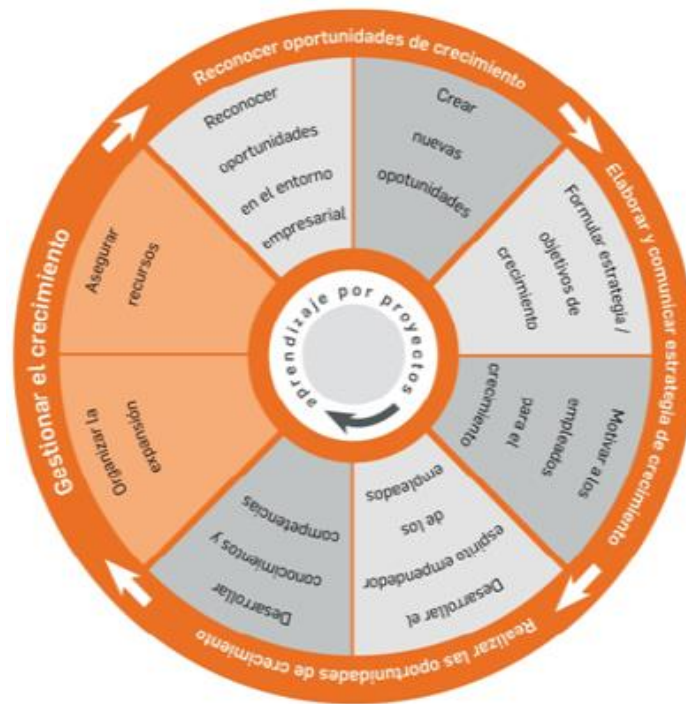 Reconocer oportunidades de crecimiento
Reconocer
oportunidades
en el entorno
empresarial
Crear
nuevas
opotunidades
Elaborar y comunicar estrategia de crecimiento
Formular estrategia /
objetivos de
crecimiento
Motivar a los
empleados
para el
crecimiento
Realizar las oportunidades de crecimiento
Desarrollar el
espirito empendedor
de los
empleados
Desarrollar
conocimientos y
competencias
Gestionar el crecimiento
Organizar la
expansión
Asegurar
recursos
aprendizaje por proyectos